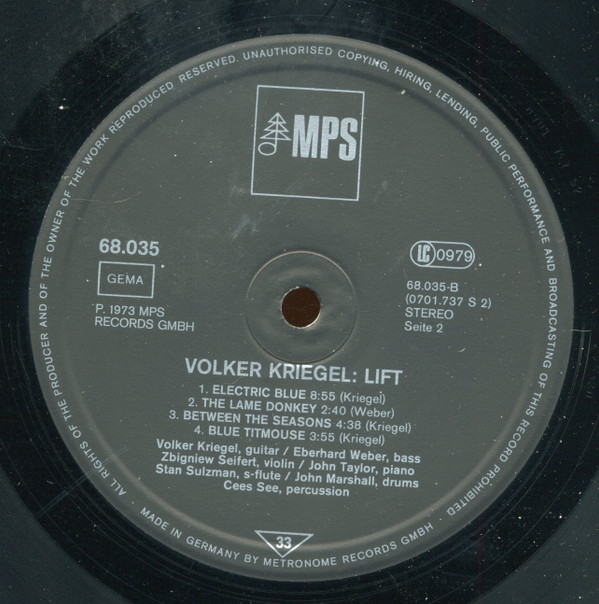 ALL RIGHTS OF THE PRODUCER AND OF THE OWNER OF THE WORK REPRODUCED RESERVED. UNAUTHORISED COPYING, HIRING, LENDING, PUBLIC PERFORMANCE AND BROADCASTING OF THIS RECORD PROHIBITED
MPS
68.035
GEMA
P. 1973 MPS
RECORDS GMBH
LC 0979
68.035-B
(0701.737 S 2)
STEREO
Seite 2
VOLKER KRIEGEL: LIFT
1. ELECTRIC BLUE 8:55 (Kriegel)
2. THE LAME DONKEY 2:40 (Weber)
3. BETWEEN THE SEASONS 4:38 (Kriegel)
4. BLUE TITMOUSE 3:55 (Kriegel)
Volker Kriegel, guitar / Eberhard Weber, bass
Zbigniew Seifert, violin / John Taylor, piano
Stan Sulzman, s-flute / John Marshall, drums
Cees See, percussion
33
MADE IN GERMANY BY METRONOME RECORDS GMBH ·